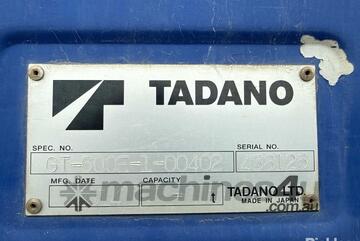 TADANO
SPEC. NO. SERIAL NO.
GT-600E-1-00402
MFG. DATE CAPACITY
t TADANO LTD.
MADE IN JAPAN
machines4u
.com.au